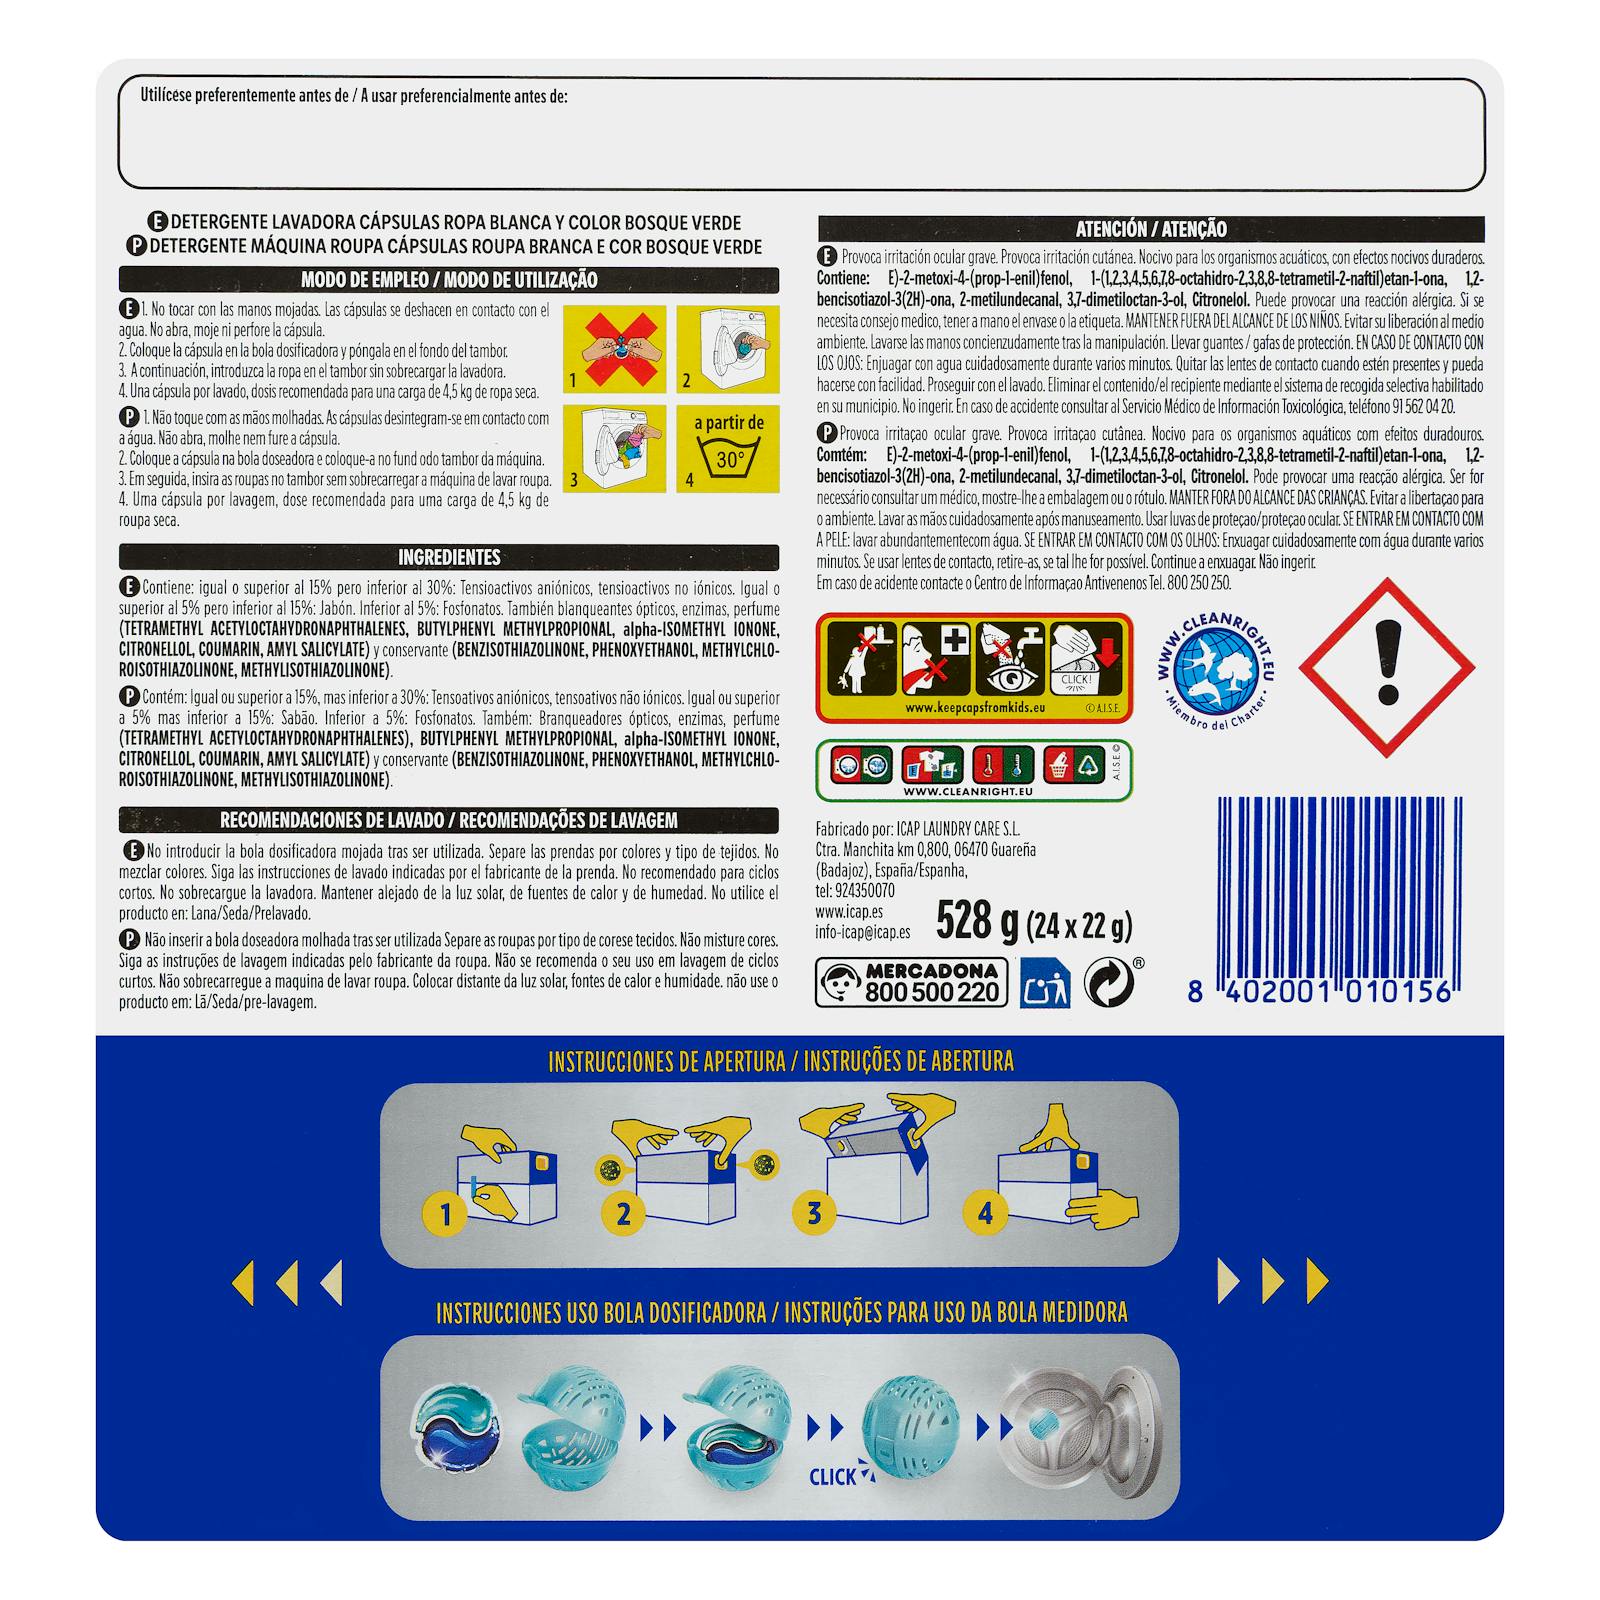 Utilícese preferentemente antes de / A usar preferencialmente antes de:
E DETERGENTE LAVADORA CÁPSULAS ROPA BLANCA Y COLOR BOSQUE VERDE
P DETERGENTE MÁQUINA ROUPA CÁPSULAS ROUPA BRANCA E COR BOSQUE VERDE
MODO DE EMPLEO / MODO DE UTILIZAÇÃO
E 1. No tocar con las manos mojadas. Las cápsulas se deshacen en contacto con el
agua. No abra, moje ni perfore la cápsula.
2. Coloque la cápsula en la bola dosificadora y póngala en el fondo del tambor.
3. A continuación, introduzca la ropa en el tambor sin sobrecargar la lavadora.
4. Una cápsula por lavado, dosis recomendada para una carga de 4,5 kg de ropa seca.
P 1. Não toque com as mãos molhadas. As cápsulas desintegram-se em contacto com
a água. Não abra, molhe nem fure a cápsula.
2. Coloque a cápsula na bola doseadora e coloque-a no fund odo tambor da máquina.
3. Em seguida, insira as roupas no tambor sem sobrecarregar a máquina de lavar roupa.
4. Uma cápsula por lavagem, dose recomendada para uma carga de 4,5 kg de
roupa seca.
1
2
3
a partir de
30°
4
INGREDIENTES
E Contiene: igual o superior al 15% pero inferior al 30%: Tensioactivos aniónicos, tensioactivos no iónicos. Igual o
superior al 5% pero inferior al 15%: Jabón. Inferior al 5%: Fosfonatos. También blanqueantes ópticos, enzimas, perfume
(TETRAMETHYL ACETYLOCTAHYDRONAPHTHALENES, BUTYLPHENYL METHYLPROPIONAL, alpha-ISOMETHYL IONONE,
CITRONELLOL, COUMARIN, AMYL SALICYLATE) y conservante (BENZISOTHIAZOLINONE, PHENOXYETHANOL, METHYLCHLO-
ROISOTHIAZOLINONE, METHYLISOTHIAZOLINONE).
P Contém: Igual ou superior a 15%, mas inferior a 30%: Tensoativos aniónicos, tensoativos não iónicos. Igual ou superior
a 5% mas inferior a 15%: Sabão. Inferior a 5%: Fosfonatos. Também: Branqueadores ópticos, enzimas, perfume
(TETRAMETHYL ACETYLOCTAHYDRONAPHTHALENES), BUTYLPHENYL METHYLPROPIONAL, alpha-ISOMETHYL IONONE,
CITRONELLOL, COUMARIN, AMYL SALICYLATE) y conservante (BENZISOTHIAZOLINONE, PHENOXYETHANOL, METHYLCHLO-
ROISOTHIAZOLINONE, METHYLISOTHIAZOLINONE).
RECOMENDACIONES DE LAVADO / RECOMENDAÇÕES DE LAVAGEM
E No introducir la bola dosificadora mojada tras ser utilizada. Separe las prendas por colores y tipo de tejidos. No
mezclar colores. Siga las instrucciones de lavado indicadas por el fabricante de la prenda. No recomendado para ciclos
cortos. No sobrecargue la lavadora. Mantener alejado de la luz solar, de fuentes de calor y de humedad. No utilice el
producto en: Lana/Seda/Prelavado.
P Não inserir a bola doseadora molhada tras ser utilizada Separe as roupas por tipo de corese tecidos. Não misture cores.
Siga as instruções de lavagem indicadas pelo fabricante da roupa. Não se recomenda o seu uso em lavagem de ciclos
curtos. Não sobrecarregue a maquina de lavar roupa. Colocar distante da luz solar, fontes de calor e humidade. não use o
producto em: Lã/Seda/pre-lavagem.
ATENCIÓN / ATENÇÃO
E Provoca irritación ocular grave. Provoca irritación cutánea. Nocivo para los organismos acuáticos, con efectos nocivos duraderos.
Contiene: E)-2-metoxi-4-(prop-1-enil)fenol, 1-(1,2,3,4,5,6,7,8-octahidro-2,3,8,8-tetrametil-2-naftil)etan-1-ona, 1,2-
bencisotiazol-3(2H)-ona, 2-metilundecanal, 3,7-dimetiloctan-3-ol, Citronelol. Puede provocar una reacción alérgica. Si se
necesita consejo medico, tener a mano el envase o la etiqueta. MANTENER FUERA DEL ALCANCE DE LOS NIÑOS. Evitar su liberación al medio
ambiente. Lavarse las manos concienzudamente tras la manipulación. Llevar guantes / gafas de protección. EN CASO DE CONTACTO CON
LOS OJOS: Enjuagar con agua cuidadosamente durante varios minutos. Quitar las lentes de contacto cuando estén presentes y pueda
hacerse con facilidad. Proseguir con el lavado. Eliminar el contenido/el recipiente mediante el sistema de recogida selectiva habilitado
en su municipio. No ingerir. En caso de accidente consultar al Servicio Médico de Información Toxicológica, teléfono 91 562 04 20.
P Provoca irritaçao ocular grave. Provoca irritaçao cutânea. Nocivo para os organismos aquáticos com efeitos duradouros.
Comtém: E)-2-metoxi-4-(prop-1-enil)fenol, 1-(1,2,3,4,5,6,7,8-octahidro-2,3,8,8-tetrametil-2-naftil)etan-1-ona, 1,2-
bencisotiazol-3(2H)-ona, 2-metilundecanal, 3,7-dimetiloctan-3-ol, Citronelol. Pode provocar uma reacção alérgica. Ser for
necessário consultar um médico, mostre-lhe a embalagem ou o rótulo. MANTER FORA DO ALCANCE DAS CRIANÇAS. Evitar a libertaçao para
o ambiente. Lavar as mãos cuidadosamente após manuseamento. Usar luvas de proteçao/proteçao ocular. SE ENTRAR EM CONTACTO COM
A PELE: lavar abundantementecom água. SE ENTRAR EM CONTACTO COM OS OLHOS: Enxuagar cuidadosamente com água durante varios
minutos. Se usar lentes de contacto, retire-as, se tal lhe for possível. Continue a enxuagar. Não ingerir.
Em caso de acidente contacte o Centro de Informaçao Antivenenos Tel. 800 250 250.
CLICK!
www.keepcapsfromkids.eu
© A.I.S.E.
WWW.CLEANRIGHT.EU
Miembro del Charter
WWW.CLEANRIGHT.EU
A.I.S.E ©
Fabricado por: ICAP LAUNDRY CARE S.L.
Ctra. Manchita km 0,800, 06470 Guareña
(Badajoz), España/Espanha,
tel: 924350070
www.icap.es
info-icap@icap.es
528 g (24 x 22 g)
MERCADONA
800 500 220
®
8 402001 010156
INSTRUCCIONES DE APERTURA / INSTRUÇÕES DE ABERTURA
1
2
3
4
INSTRUCCIONES USO BOLA DOSIFICADORA / INSTRUÇÕES PARA USO DA BOLA MEDIDORA
CLICK